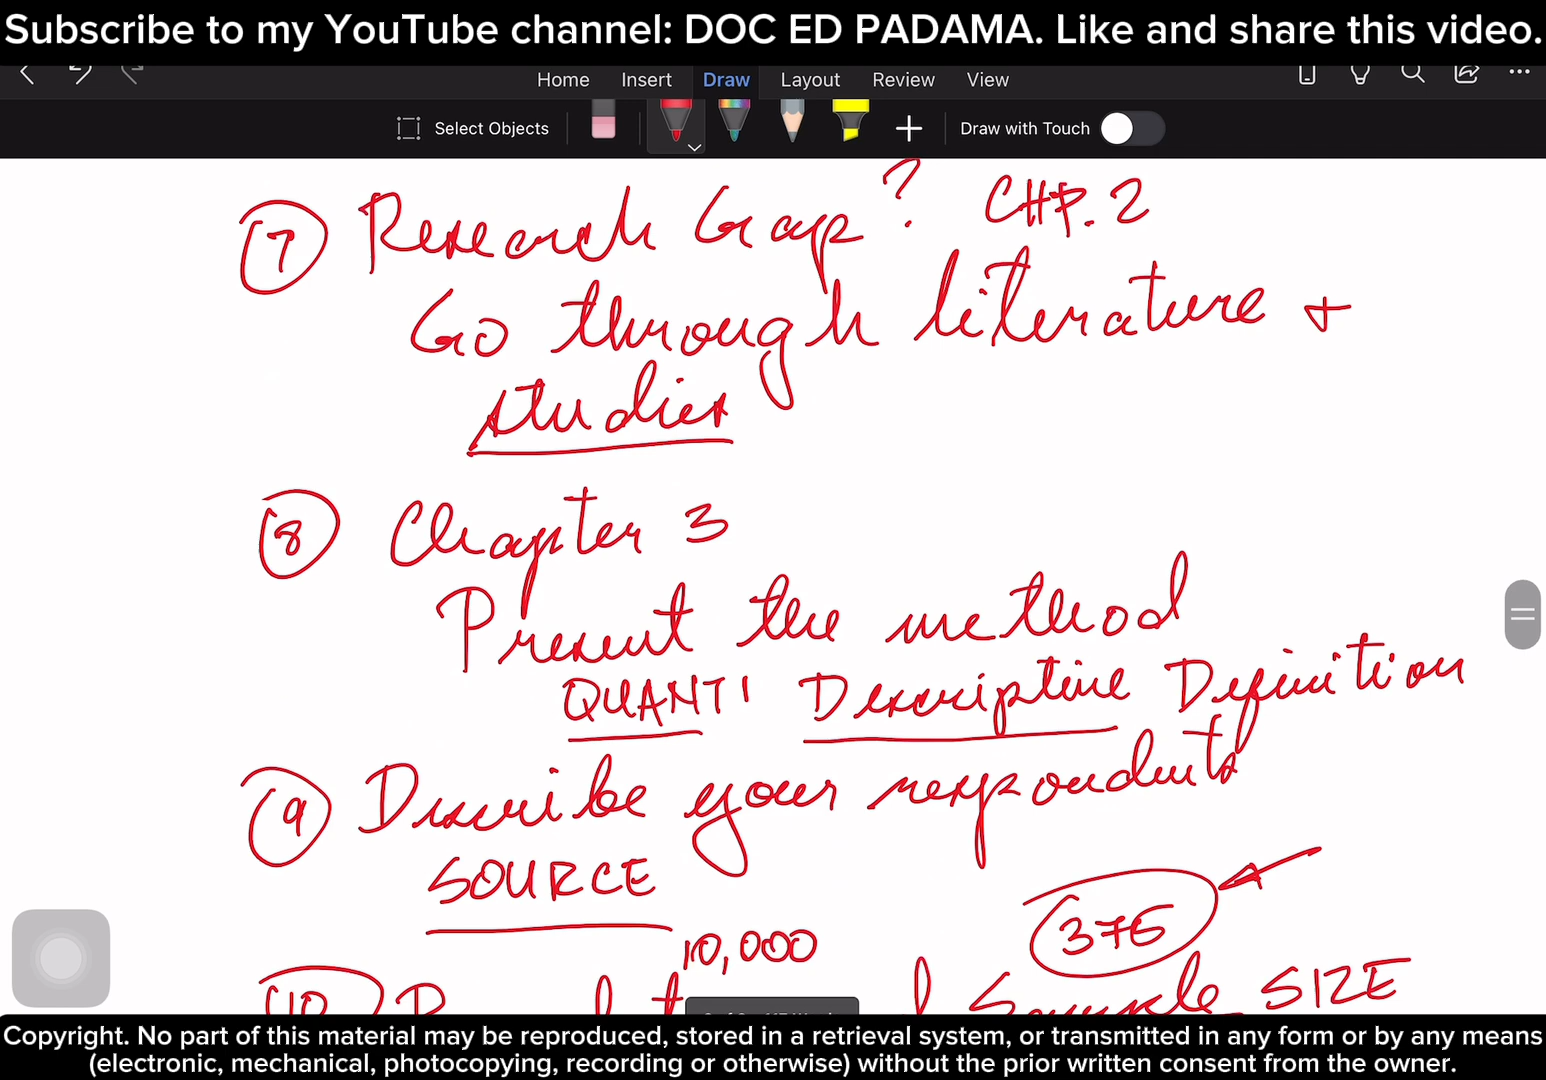 Subscribe to my YouTube channel: DOC ED PADAMA. Like and share this video.
Home Insert Draw Layout Review View
Select Objects Draw with Touch
7 Research Gap? CHP. 2
Go through literature +
studies
8 Chapter 3
Present the method
QUANTI Descriptive Definition
9 Describe your respondents
SOURCE
10,000 376
10 Sample SIZE
Copyright. No part of this material may be reproduced, stored in a retrieval system, or transmitted in any form or by any means
(electronic, mechanical, photocopying, recording or otherwise) without the prior written consent from the owner.